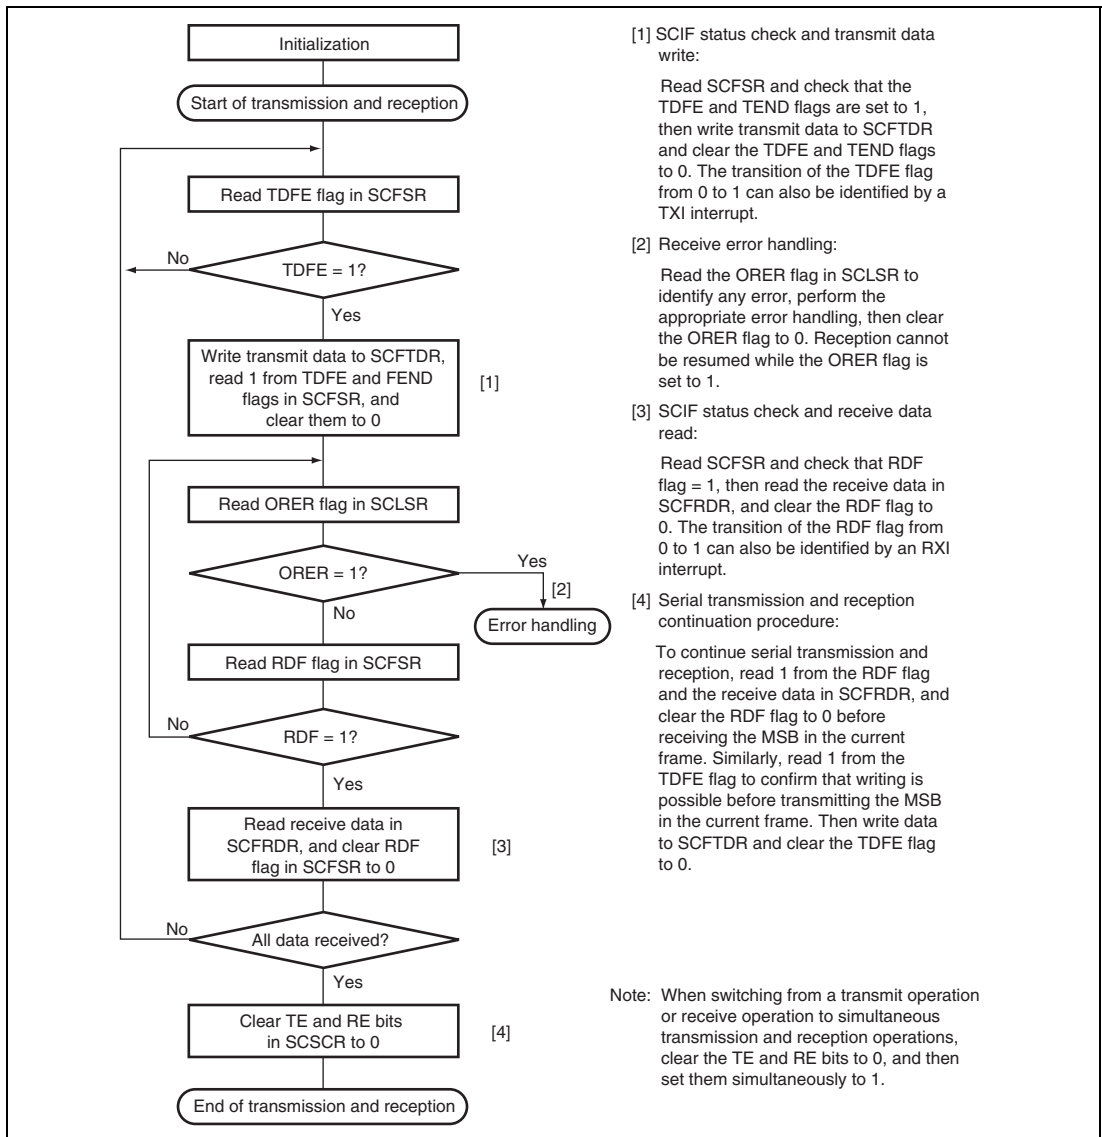 Initialization
Start of transmission and reception
Read TDFE flag in SCFSR
No
TDFE = 1?
Yes
Write transmit data to SCFTDR,
read 1 from TDFE and FEND
flags in SCFSR, and
clear them to 0
[1]
Read ORER flag in SCLSR
ORER = 1?
Yes
[2]
No
Error handling
Read RDF flag in SCFSR
No
RDF = 1?
Yes
Read receive data in
SCFRDR, and clear RDF
flag in SCFSR to 0
[3]
No
All data received?
Yes
Clear TE and RE bits
in SCSCR to 0
[4]
End of transmission and reception
[1] SCIF status check and transmit data
write:
Read SCFSR and check that the
TDFE and TEND flags are set to 1,
then write transmit data to SCFTDR
and clear the TDFE and TEND flags
to 0. The transition of the TDFE flag
from 0 to 1 can also be identified by a
TXI interrupt.
[2] Receive error handling:
Read the ORER flag in SCLSR to
identify any error, perform the
appropriate error handling, then clear
the ORER flag to 0. Reception cannot
be resumed while the ORER flag is
set to 1.
[3] SCIF status check and receive data
read:
Read SCFSR and check that RDF
flag = 1, then read the receive data in
SCFRDR, and clear the RDF flag to
0. The transition of the RDF flag from
0 to 1 can also be identified by an RXI
interrupt.
[4] Serial transmission and reception
continuation procedure:
To continue serial transmission and
reception, read 1 from the RDF flag
and the receive data in SCFRDR, and
clear the RDF flag to 0 before
receiving the MSB in the current
frame. Similarly, read 1 from the
TDFE flag to confirm that writing is
possible before transmitting the MSB
in the current frame. Then write data
to SCFTDR and clear the TDFE flag
to 0.
Note: When switching from a transmit operation
or receive operation to simultaneous
transmission and reception operations,
clear the TE and RE bits to 0, and then
set them simultaneously to 1.